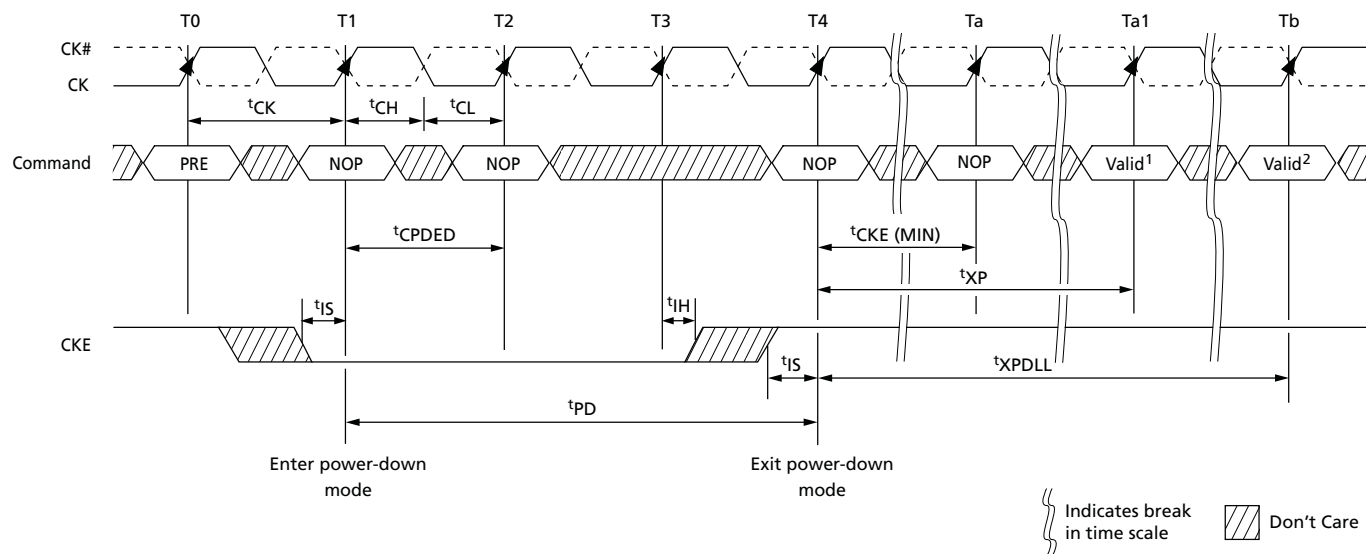 T0 T1 T2 T3 T4 Ta Ta1 Tb
CK#
CK
tCK tCH tCL
Command PRE NOP NOP NOP NOP Valid1 Valid2
tCPDED tCKE (MIN)
tXP
tIS tIH
CKE
tIS tXPDLL
tPD
Enter power-down
mode
Exit power-down
mode
Indicates break
in time scale
Don't Care